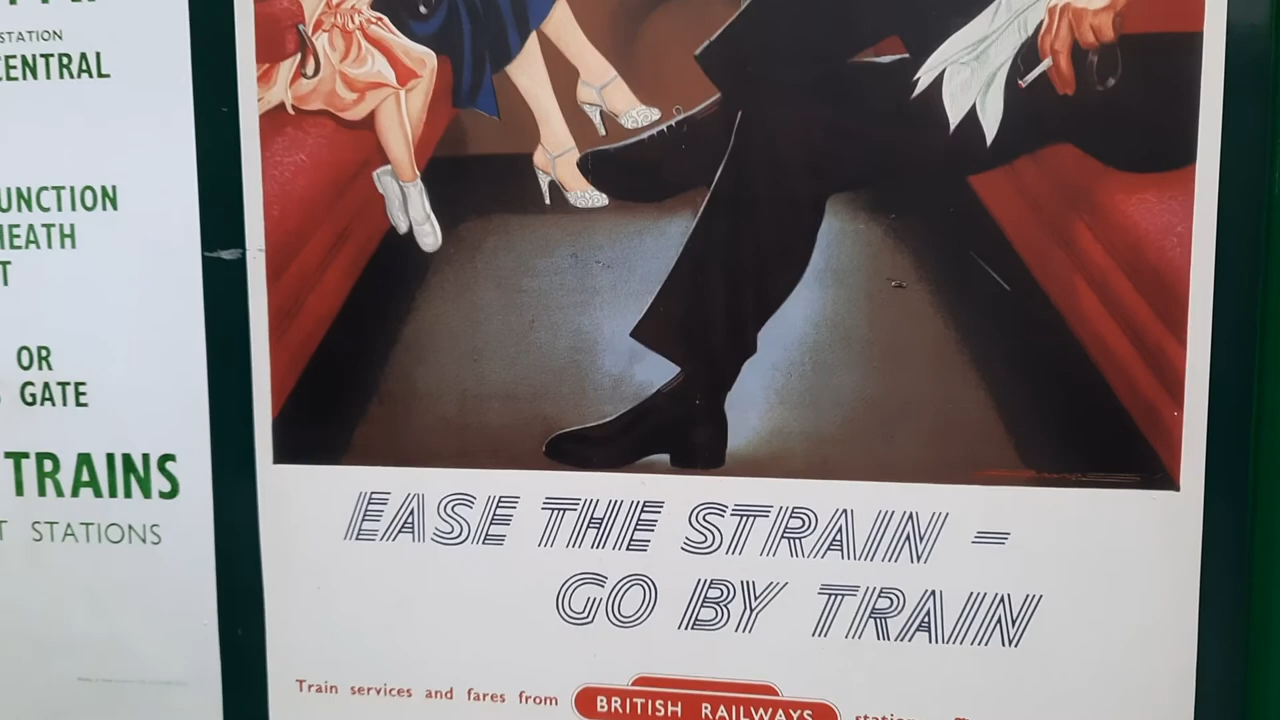 STATION
CENTRAL
UNCTION
HEATH
T
OR
GATE
TRAINS
T STATIONS
EASE THE STRAIN –
GO BY TRAIN
Train services and fares from BRITISH RAILWAYS